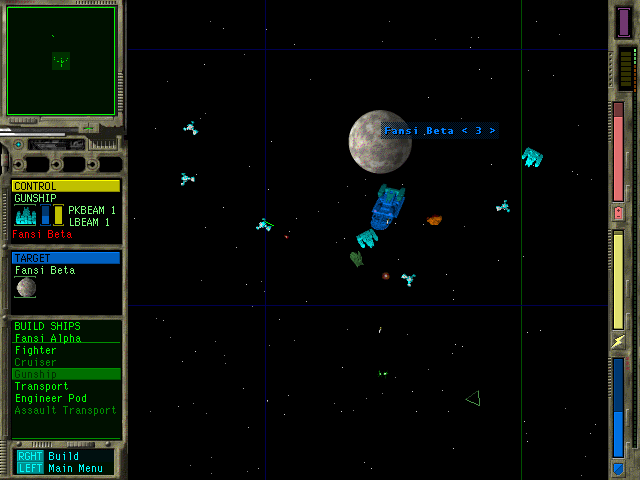 Fansi Beta < 3 >
CONTROL
GUNSHIP
PKBEAM 1
LBEAM 1
Fansi Beta
TARGET
Fansi Beta
BUILD SHIPS
Fansi Alpha
Fighter
Cruiser
Gunship
Transport
Engineer Pod
Assault Transport
RGHT Build
LEFT Main Menu